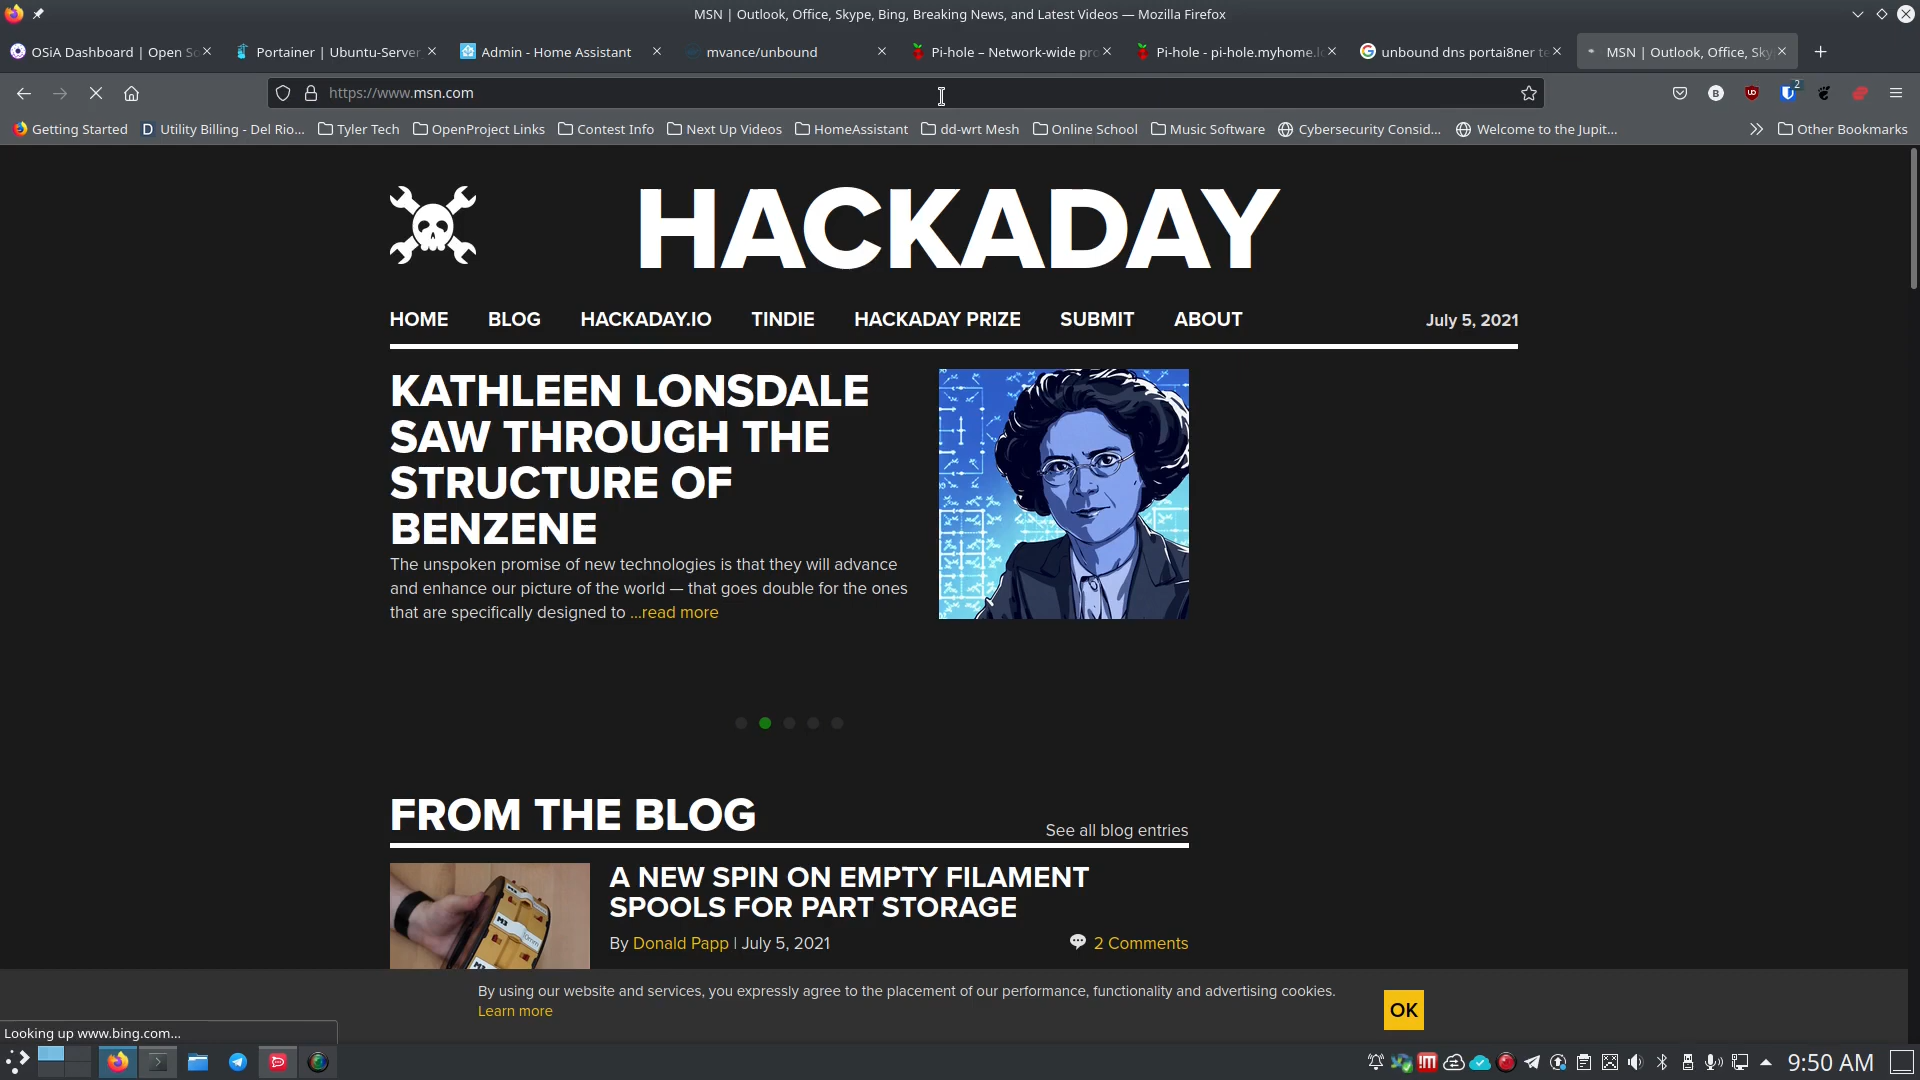 MSN | Outlook, Office, Skype, Bing, Breaking News, and Latest Videos — Mozilla Firefox
OSiA Dashboard | Open So
Portainer | Ubuntu-Server
Admin - Home Assistant
mvance/unbound
Pi-hole – Network-wide pro
Pi-hole - pi-hole.myhome.lo
unbound dns portai8ner te
MSN | Outlook, Office, Sky
https://www.msn.com
2
Getting Started
Utility Billing - Del Rio...
Tyler Tech
OpenProject Links
Contest Info
Next Up Videos
HomeAssistant
dd-wrt Mesh
Online School
Music Software
Cybersecurity Consid...
Welcome to the Jupit...
Other Bookmarks
HACKADAY
HOME BLOG HACKADAY.IO TINDIE HACKADAY PRIZE SUBMIT ABOUT
July 5, 2021
KATHLEEN LONSDALE
SAW THROUGH THE
STRUCTURE OF
BENZENE
The unspoken promise of new technologies is that they will advance
and enhance our picture of the world — that goes double for the ones
that are specifically designed to ...read more
FROM THE BLOG
See all blog entries
A NEW SPIN ON EMPTY FILAMENT
SPOOLS FOR PART STORAGE
By Donald Papp | July 5, 2021
2 Comments
By using our website and services, you expressly agree to the placement of our performance, functionality and advertising cookies.
Learn more
OK
Looking up www.bing.com...
9:50 AM